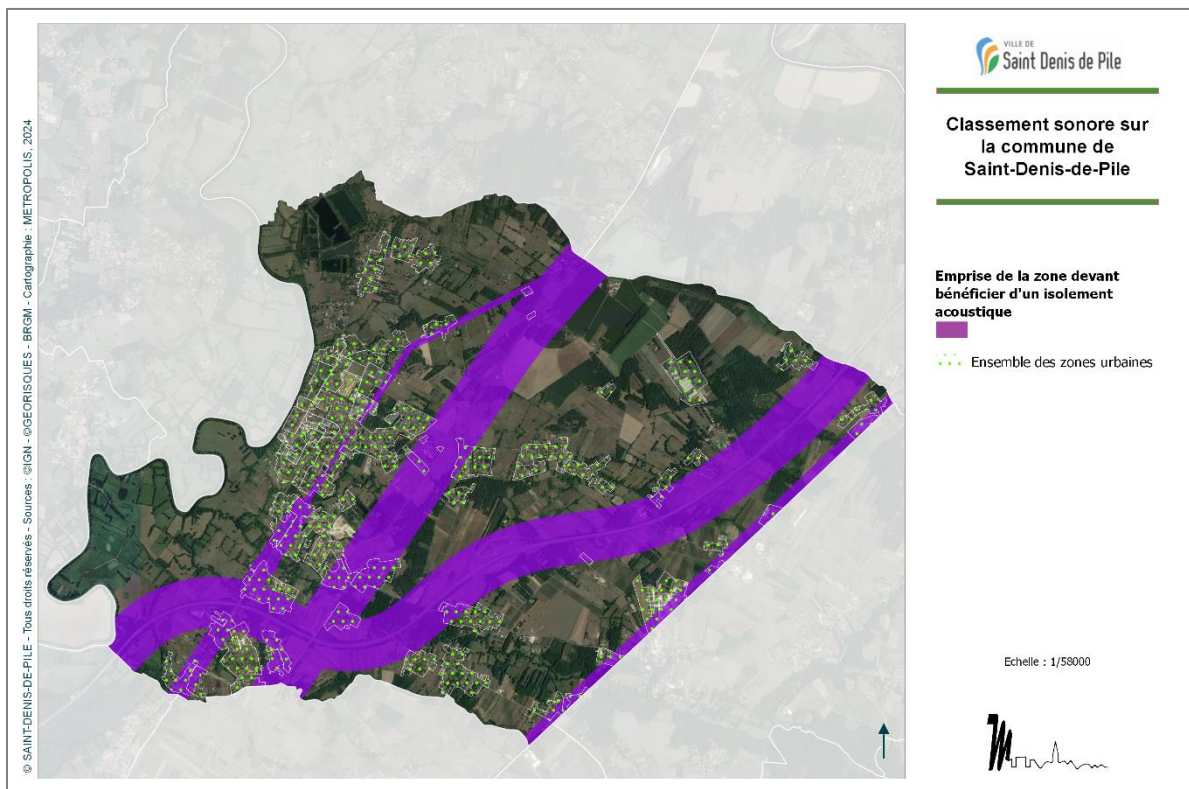 VILLE DE
Saint Denis de Pile
Classement sonore sur
la commune de
Saint-Denis-de-Pile
Emprise de la zone devant
bénéficier d'un isolement
acoustique
Ensemble des zones urbaines
Echelle : 1/58000
© SAINT-DENIS-DE-PILE - Tous droits réservés - Sources : ©IGN - ©GEORISQUES - BRGM - Cartographie : METROPOLIS, 2024